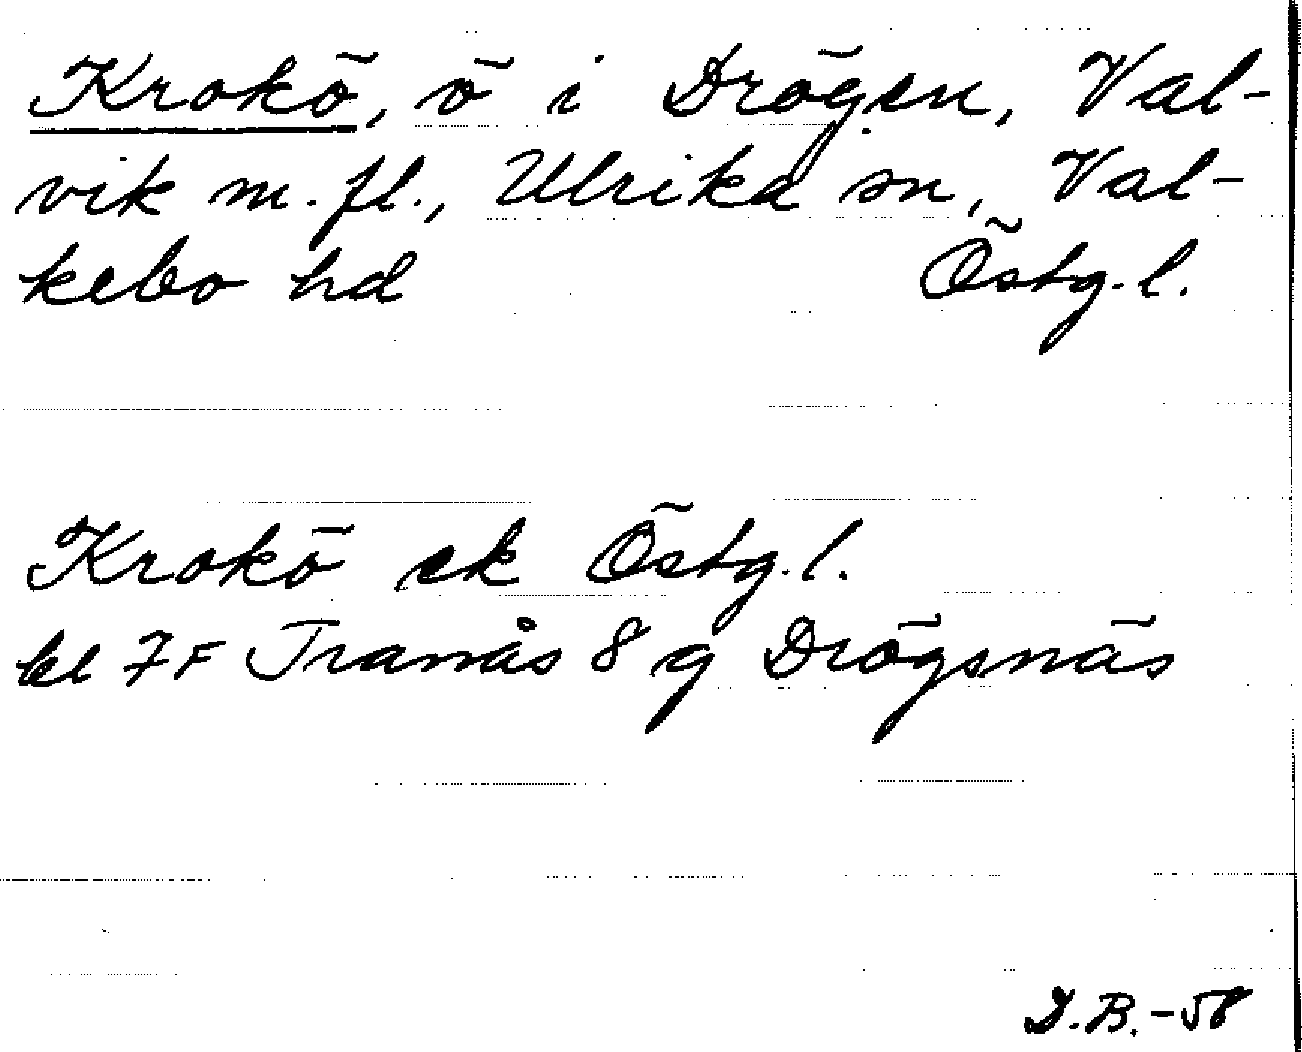 Krokö, ö i Drögen, Val-
vik m.fl., Ulrika sn, Val-
kebo hd Östg.l.
Krokö ek Östg.l.
bl 7F Tranås 8 g Drögsnäs
D.B.-58